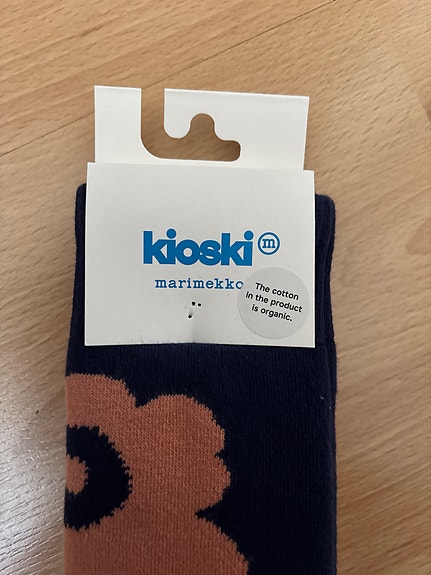 kioski m
marimekko
The cotton
in the product
is organic.